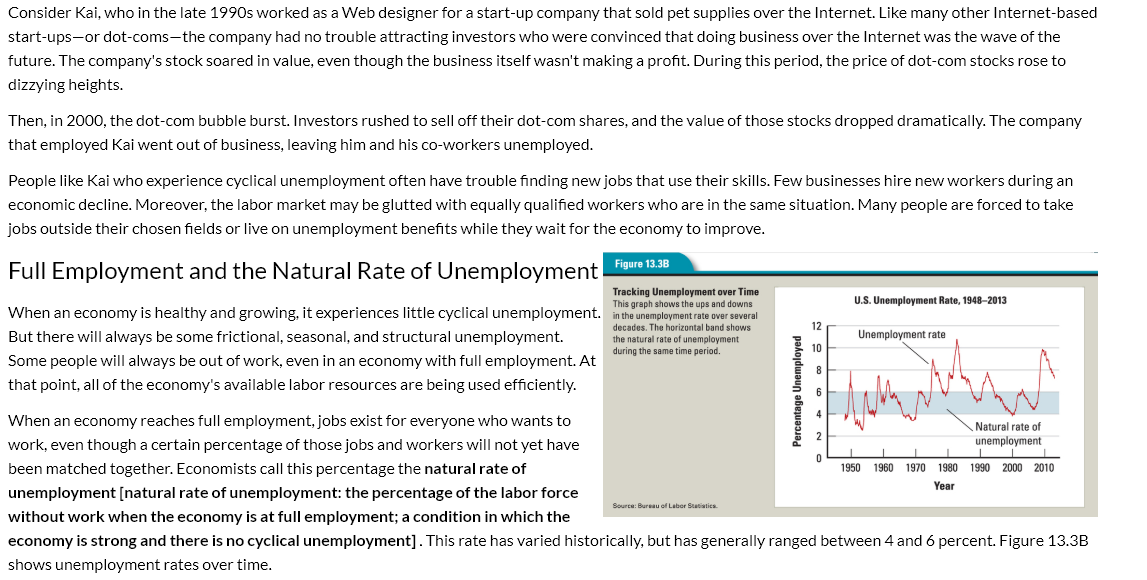 Consider Kai, who in the late 1990s worked as a Web designer for a start-up company that sold pet supplies over the Internet. Like many other Internet-based
start-ups—or dot-coms—the company had no trouble attracting investors who were convinced that doing business over the Internet was the wave of the
future. The company's stock soared in value, even though the business itself wasn't making a profit. During this period, the price of dot-com stocks rose to
dizzying heights.
Then, in 2000, the dot-com bubble burst. Investors rushed to sell off their dot-com shares, and the value of those stocks dropped dramatically. The company
that employed Kai went out of business, leaving him and his co-workers unemployed.
People like Kai who experience cyclical unemployment often have trouble finding new jobs that use their skills. Few businesses hire new workers during an
economic decline. Moreover, the labor market may be glutted with equally qualified workers who are in the same situation. Many people are forced to take
jobs outside their chosen fields or live on unemployment benefits while they wait for the economy to improve.
Full Employment and the Natural Rate of Unemployment
When an economy is healthy and growing, it experiences little cyclical unemployment.
But there will always be some frictional, seasonal, and structural unemployment.
Some people will always be out of work, even in an economy with full employment. At
that point, all of the economy's available labor resources are being used efficiently.
When an economy reaches full employment, jobs exist for everyone who wants to
work, even though a certain percentage of those jobs and workers will not yet have
been matched together. Economists call this percentage the natural rate of
unemployment [natural rate of unemployment: the percentage of the labor force
without work when the economy is at full employment; a condition in which the
economy is strong and there is no cyclical unemployment] . This rate has varied historically, but has generally ranged between 4 and 6 percent. Figure 13.3B
shows unemployment rates over time.
Figure 13.3B
Tracking Unemployment over Time
This graph shows the ups and downs
in the unemployment rate over several
decades. The horizontal band shows
the natural rate of unemployment
during the same time period.
Source: Bureau of Labor Statistics.
U.S. Unemployment Rate, 1948–2013
Percentage Unemployed
12
10
8
6
4
2
0
Unemployment rate
Natural rate of
unemployment
1950 1960 1970 1980 1990 2000 2010
Year